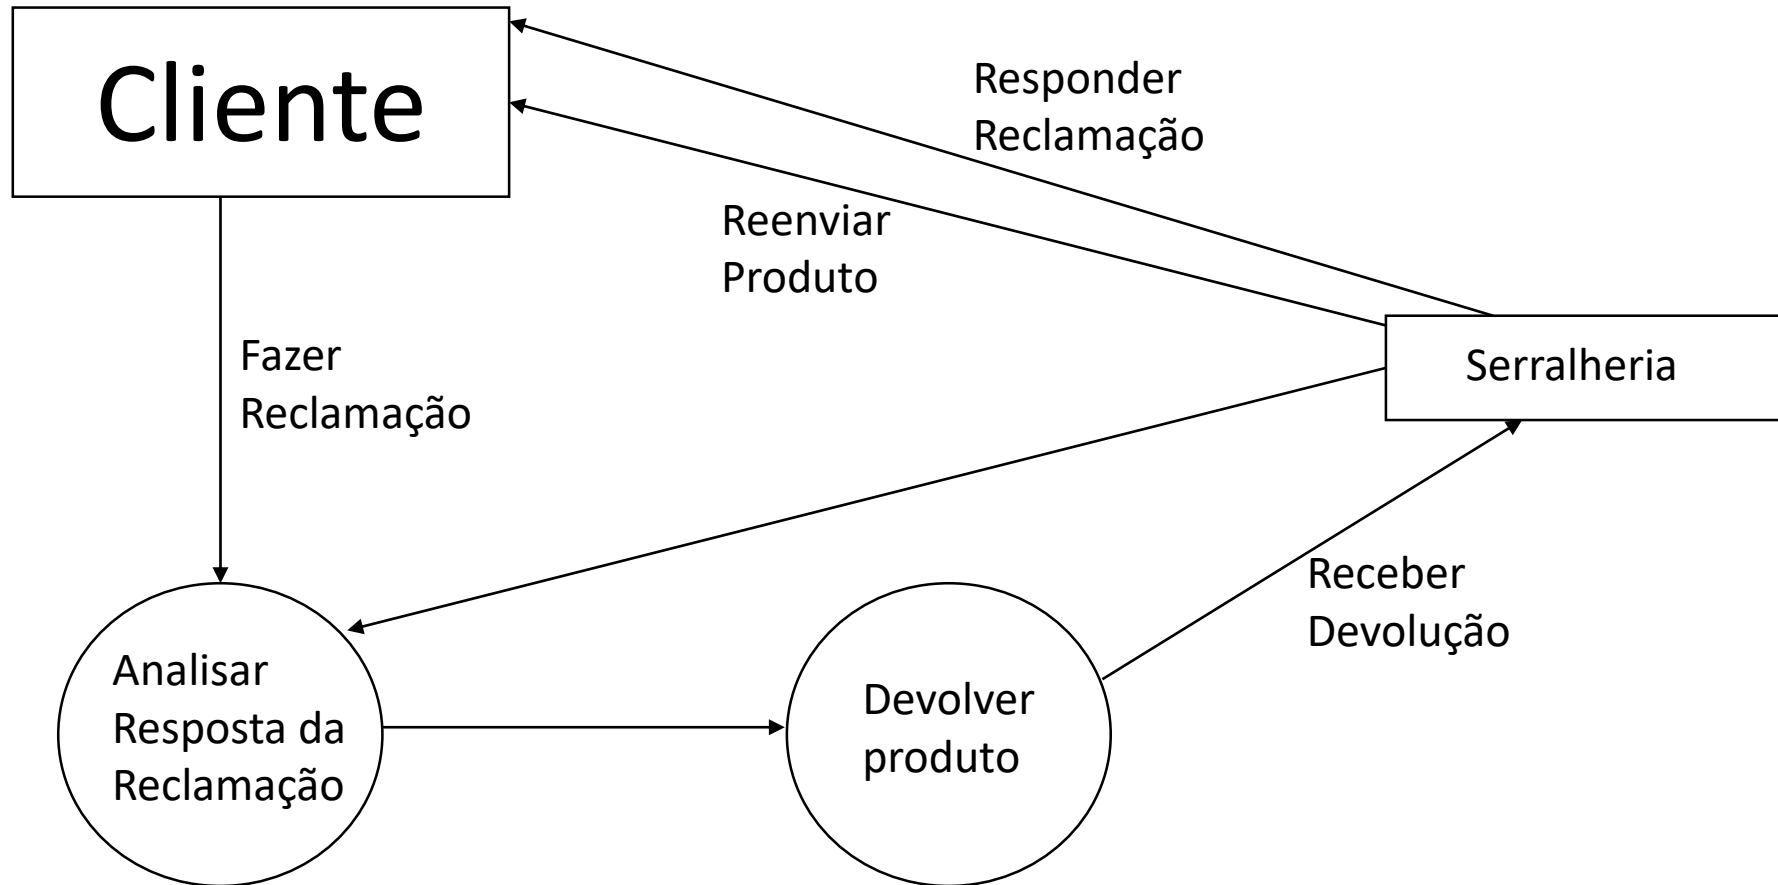 Cliente
Responder
Reclamação
Reenviar
Produto
Fazer
Reclamação
Serralheria
Receber
Devolução
Analisar
Resposta da
Reclamação
Devolver
produto